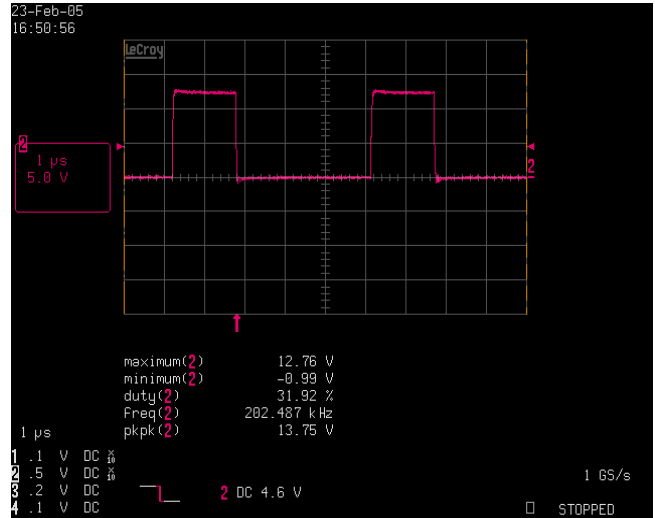 23-Feb-05
16:50:56
LeCroy
2
1 µs
5.0 V
2
maximum(2) 12.76 V
minimum(2) -0.99 V
duty(2) 31.92 %
freq(2) 202.487 kHz
pkpk(2) 13.75 V
1 µs
1 .1 V DC X10
2 .5 V DC X10
3 .2 V DC
4 .1 V DC
2 DC 4.6 V
1 GS/s
STOPPED